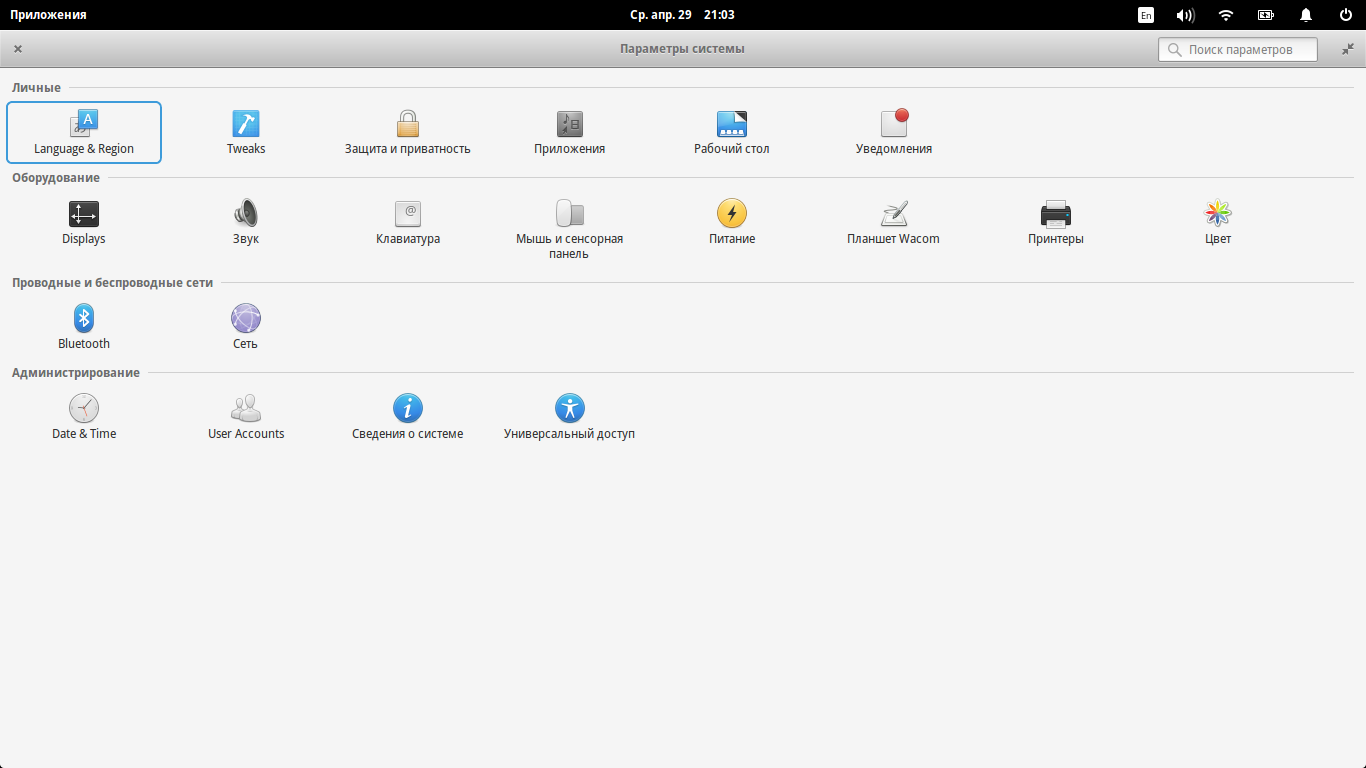 Приложения
Ср. апр. 29 21:03
En
Параметры системы
Поиск параметров
Личные
Language & Region
Tweaks
Защита и приватность
Приложения
Рабочий стол
Уведомления
Оборудование
Displays
Звук
Клавиатура
Мышь и сенсорная
панель
Питание
Планшет Wacom
Принтеры
Цвет
Проводные и беспроводные сети
Bluetooth
Сеть
Администрирование
Date & Time
User Accounts
Сведения о системе
Универсальный доступ